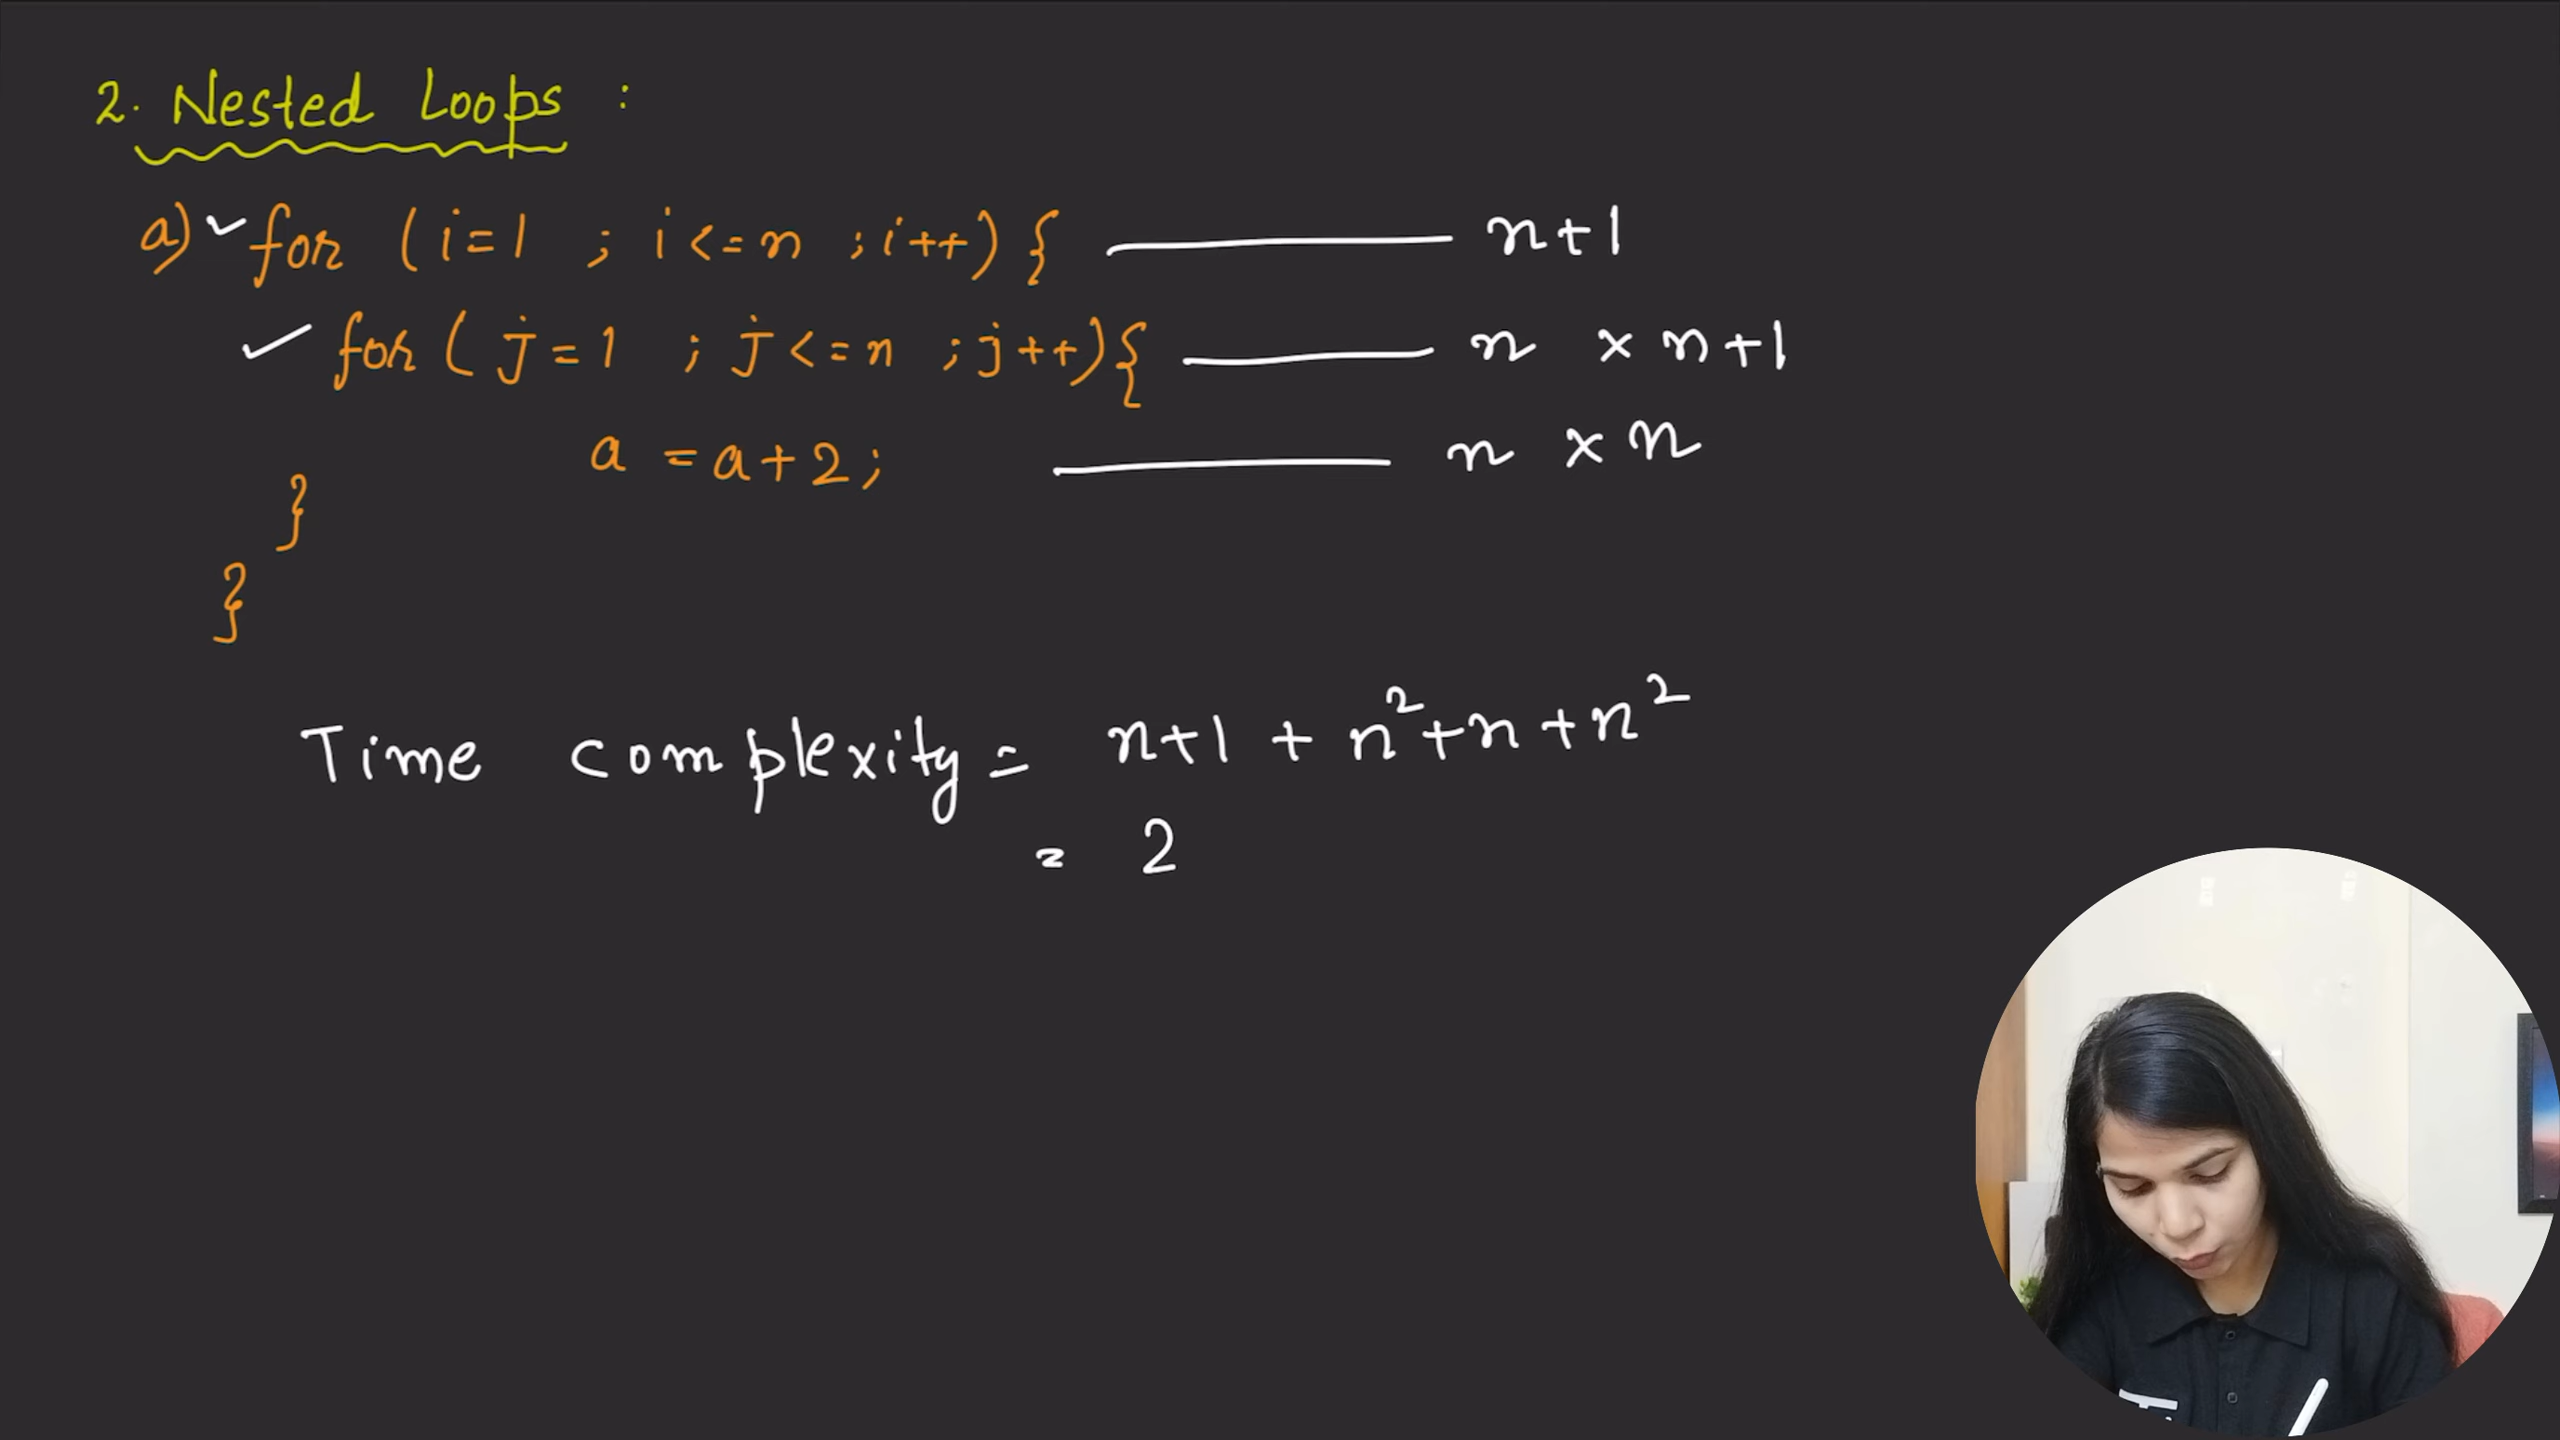 2. Nested Loops :
a) ✓ for (i=1 ; i<=n ; i++) { ——— n+1
✓ for (j=1 ; j<=n ; j++){ ——— n × n+1
a = a+2; ——— n × n
}
}
Time complexity = n+1 + n²+n+n²
= 2